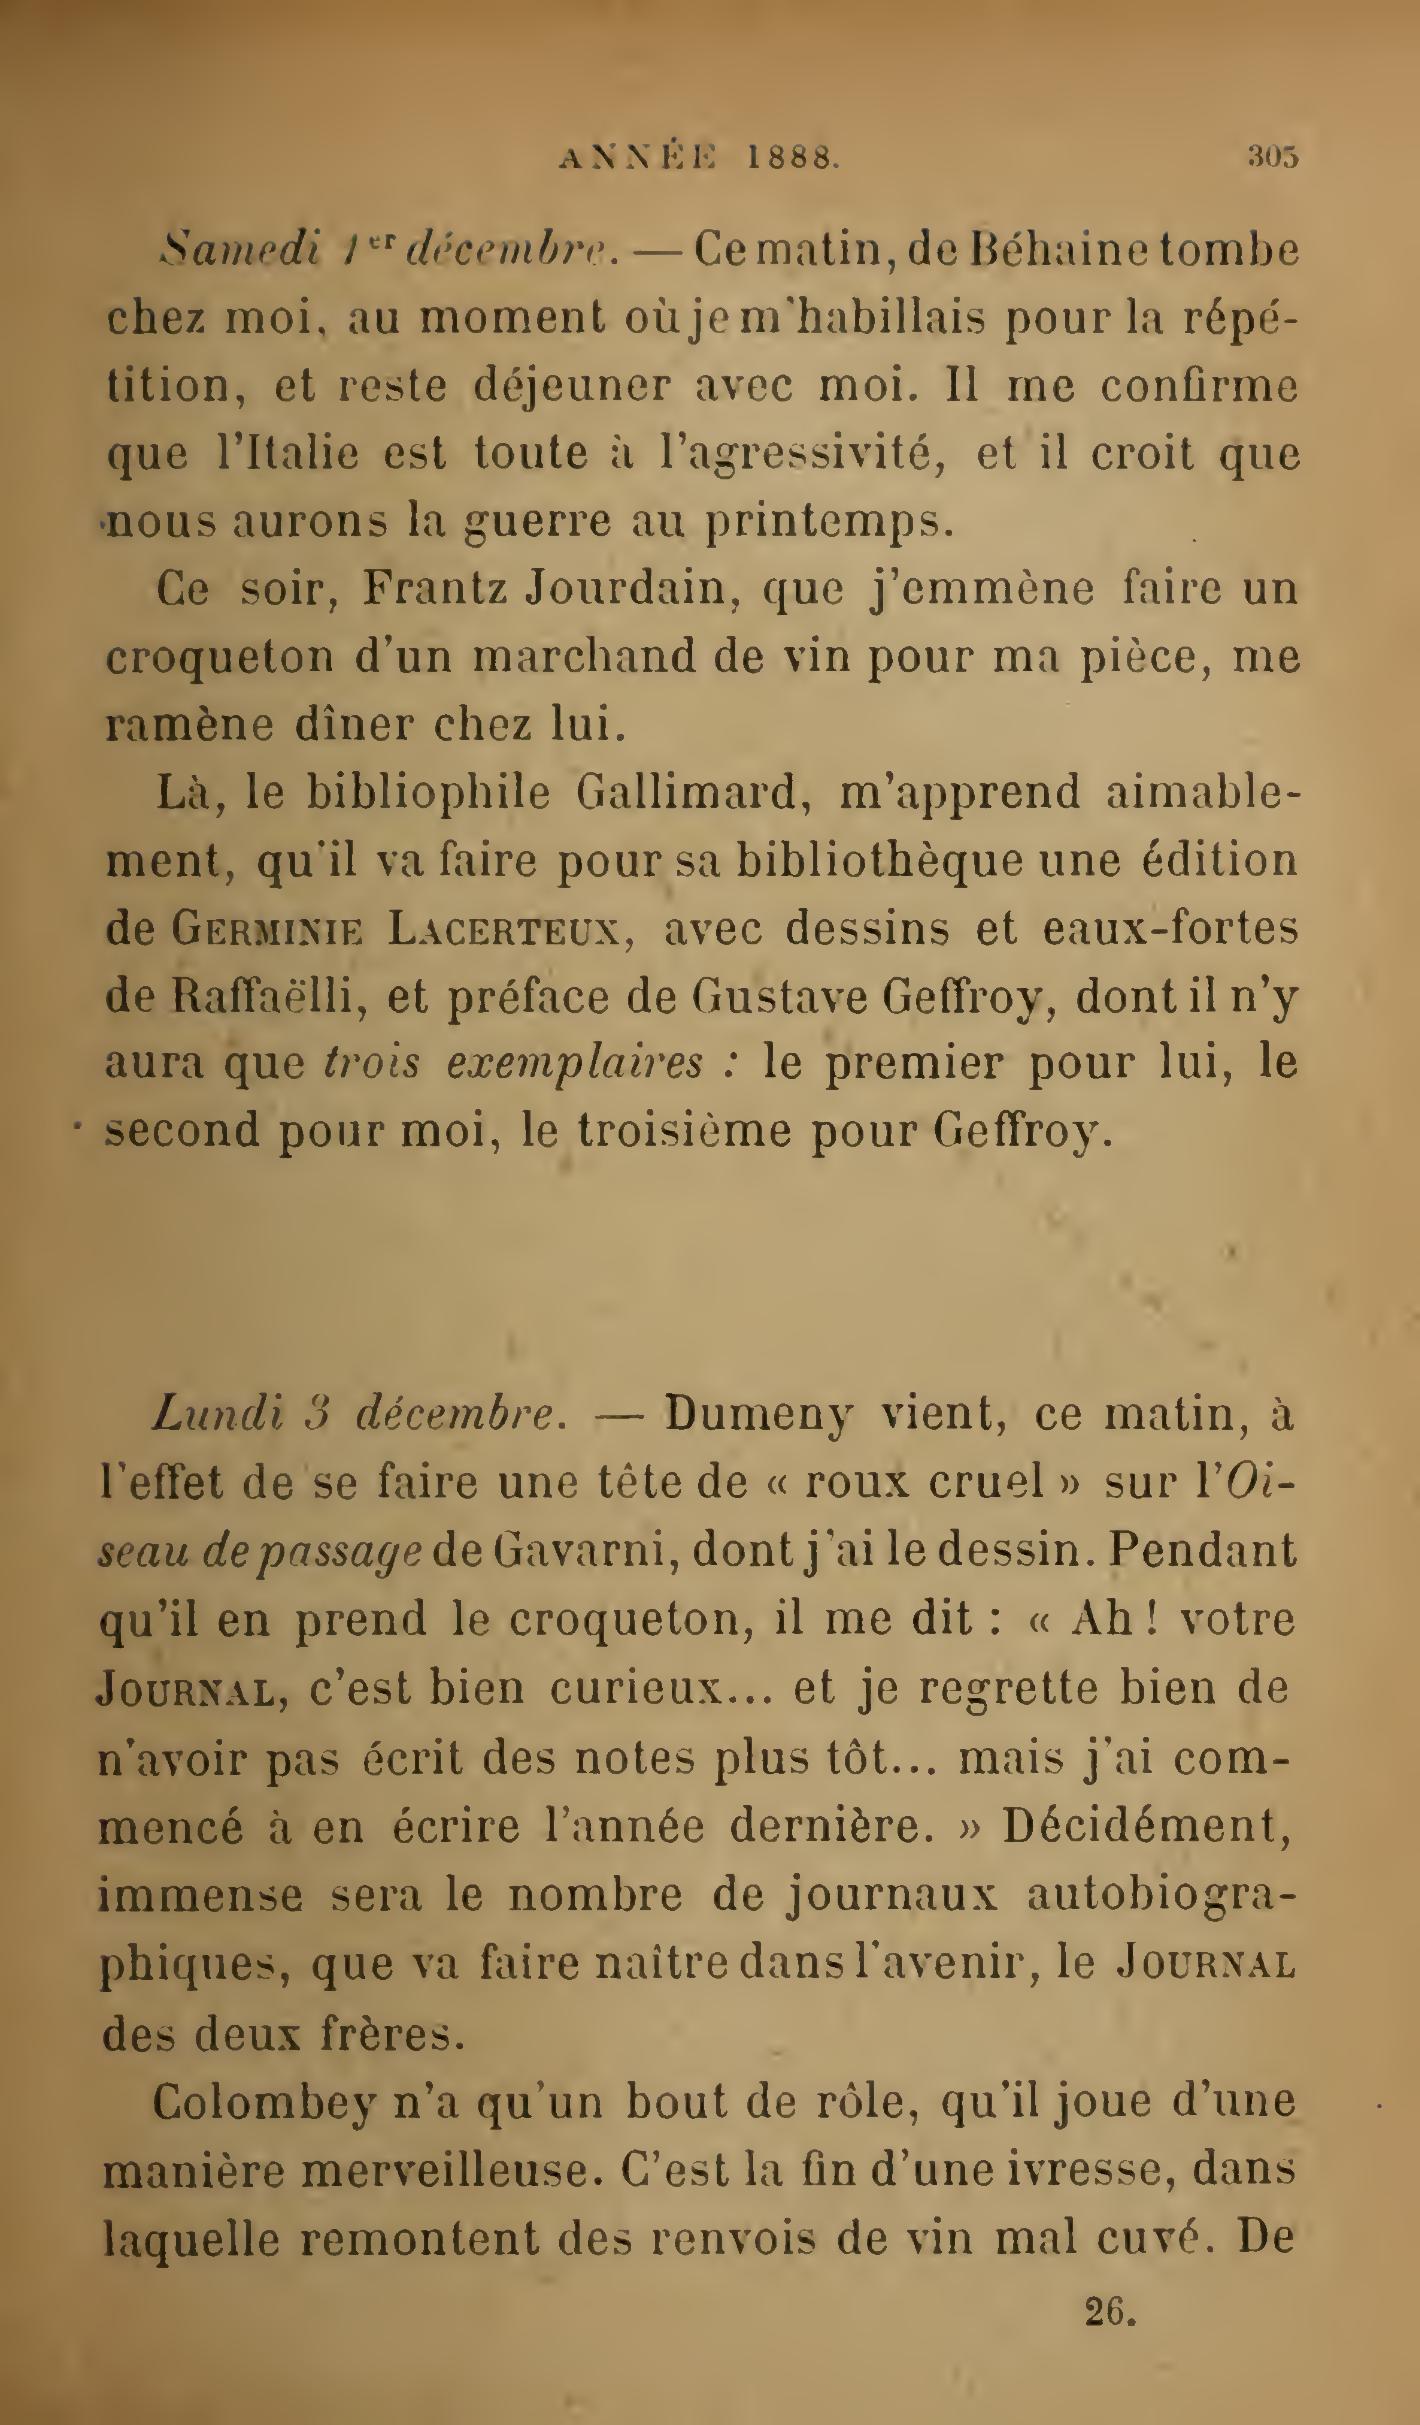 ANNÉE 1888. 305
Samedi 1er décembre. — Ce matin, de Béhaine tombe
chez moi, au moment où je m'habillais pour la répé-
tition, et reste déjeuner avec moi. Il me confirme
que l'Italie est toute à l'agressivité, et il croit que
nous aurons la guerre au printemps.
Ce soir, Frantz Jourdain, que j'emmène faire un
croqueton d'un marchand de vin pour ma pièce, me
ramène dîner chez lui.
Là, le bibliophile Gallimard, m'apprend aimable-
ment, qu'il va faire pour sa bibliothèque une édition
de GERMINIE LACERTEUX, avec dessins et eaux-fortes
de Raffaëlli, et préface de Gustave Geffroy, dont il n'y
aura que trois exemplaires : le premier pour lui, le
second pour moi, le troisième pour Geffroy.
Lundi 3 décembre. — Dumeny vient, ce matin, à
l'effet de se faire une tête de « roux cruel » sur l'Oi-
seau de passage de Gavarni, dont j'ai le dessin. Pendant
qu'il en prend le croqueton, il me dit : « Ah ! votre
JOURNAL, c'est bien curieux... et je regrette bien de
n'avoir pas écrit des notes plus tôt... mais j'ai com-
mencé à en écrire l'année dernière. » Décidément,
immense sera le nombre de journaux autobiogra-
phiques, que va faire naître dans l'avenir, le JOURNAL
des deux frères.
Colombey n'a qu'un bout de rôle, qu'il joue d'une
manière merveilleuse. C'est la fin d'une ivresse, dans
laquelle remontent des renvois de vin mal cuvé. De
26.